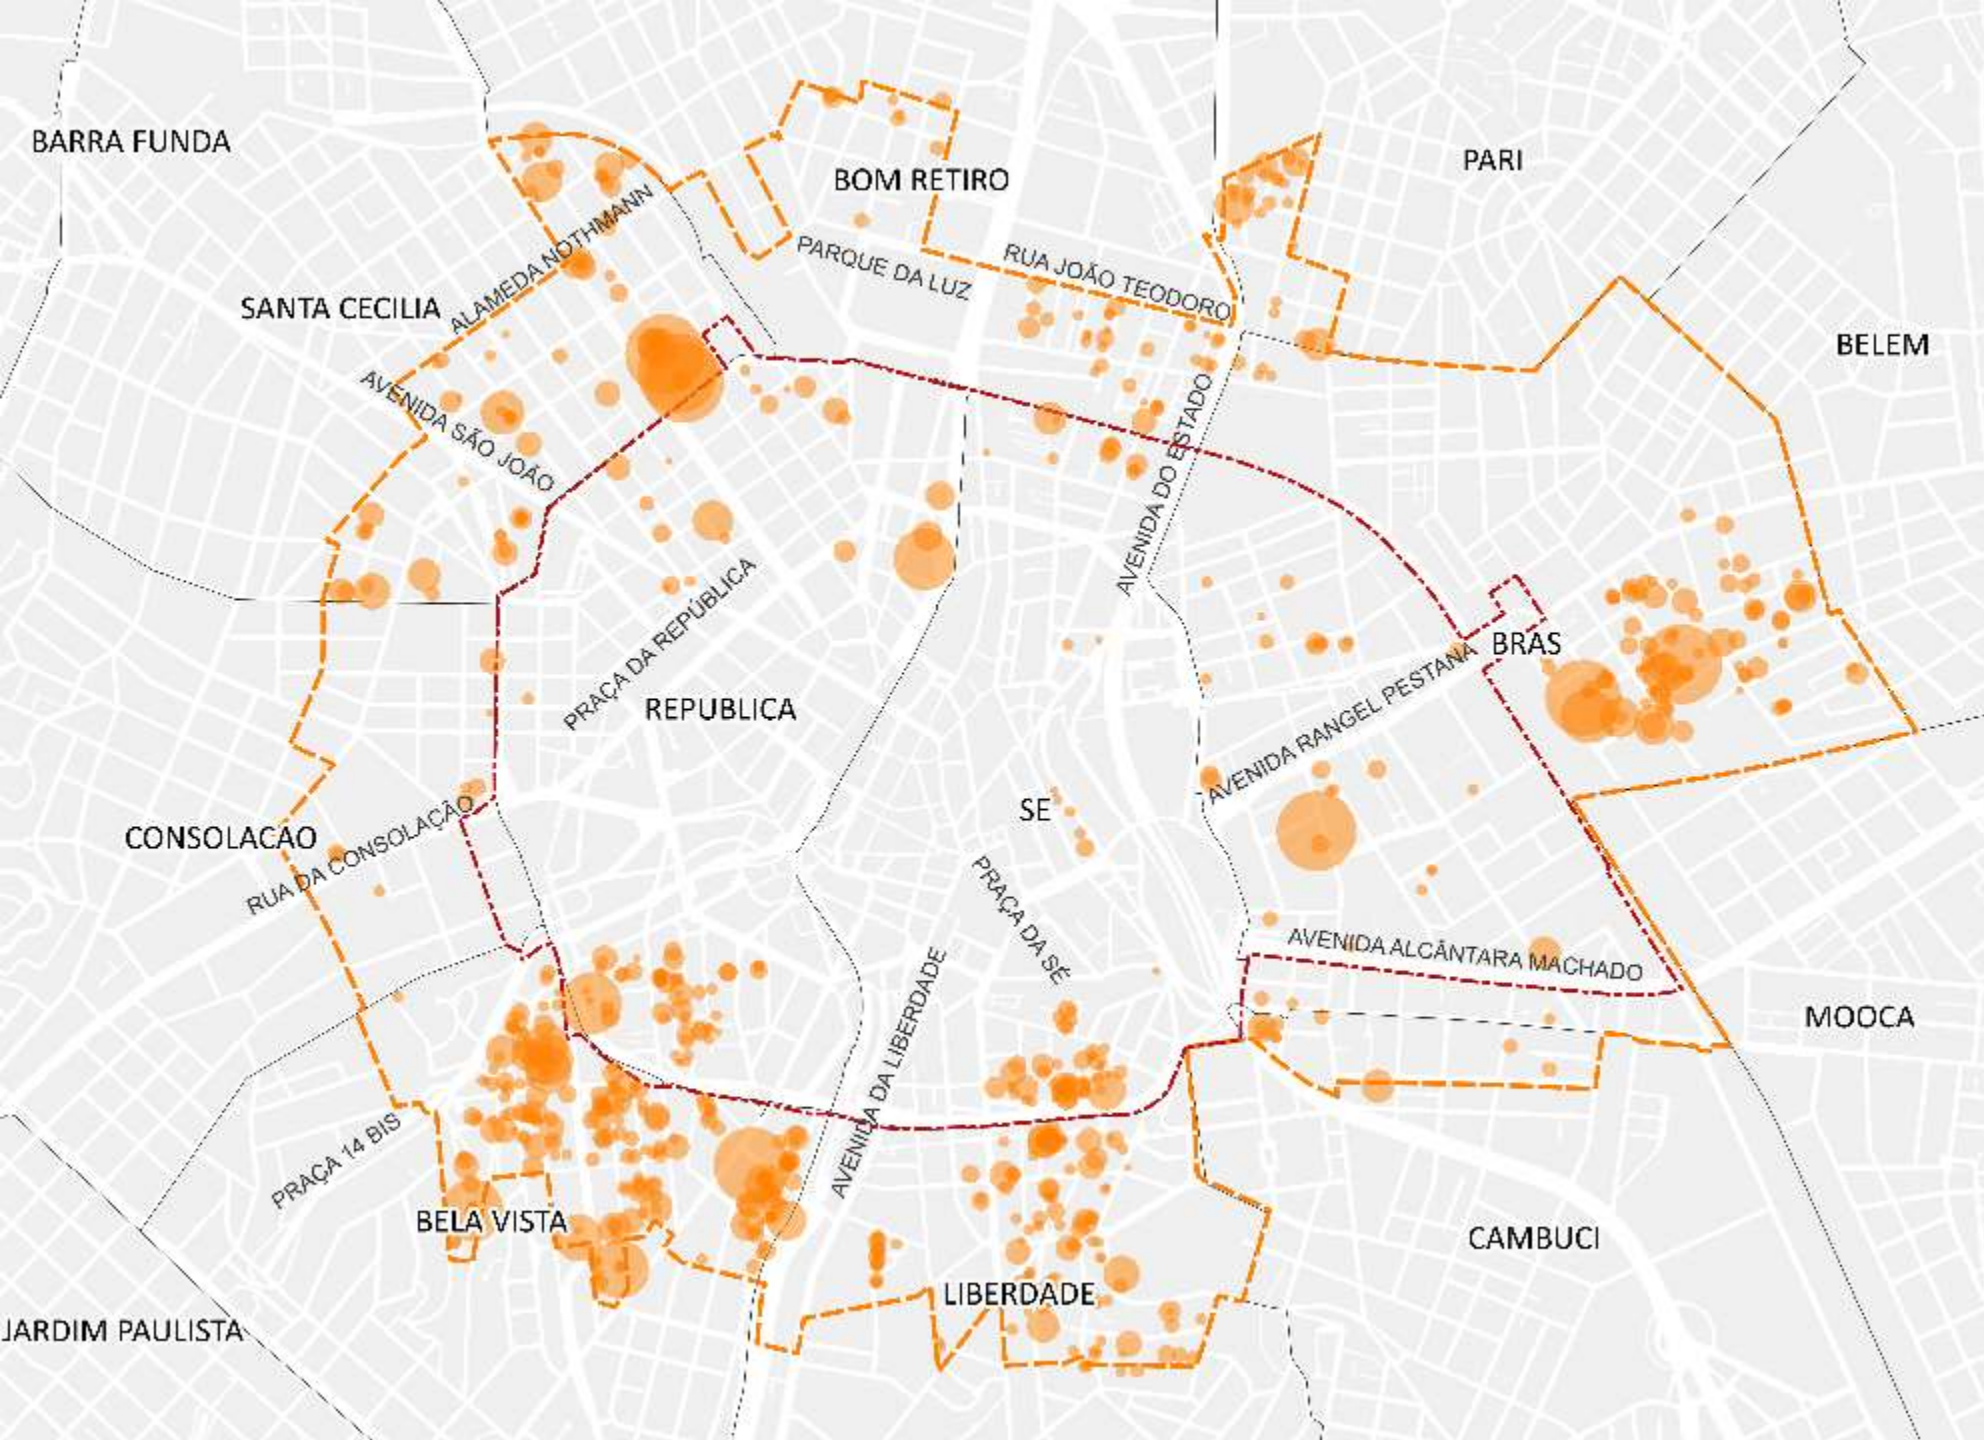 BARRA FUNDA
PARI
BOM RETIRO
ALAMEDA NOTHMANN
PARQUE DA LUZ
RUA JOÃO TEODORO
SANTA CECILIA
BELEM
AVENIDA SÃO JOÃO
AVENIDA DO ESTADO
PRAÇA DA REPÚBLICA
BRAS
AVENIDA RANGEL PESTANA
REPUBLICA
SE
CONSOLACAO
RUA DA CONSOLAÇÃO
PRAÇA DA SÉ
AVENIDA ALCÂNTARA MACHADO
AVENIDA DA LIBERDADE
MOOCA
PRAÇA 14 BIS
BELA VISTA
CAMBUCI
LIBERDADE
JARDIM PAULISTA